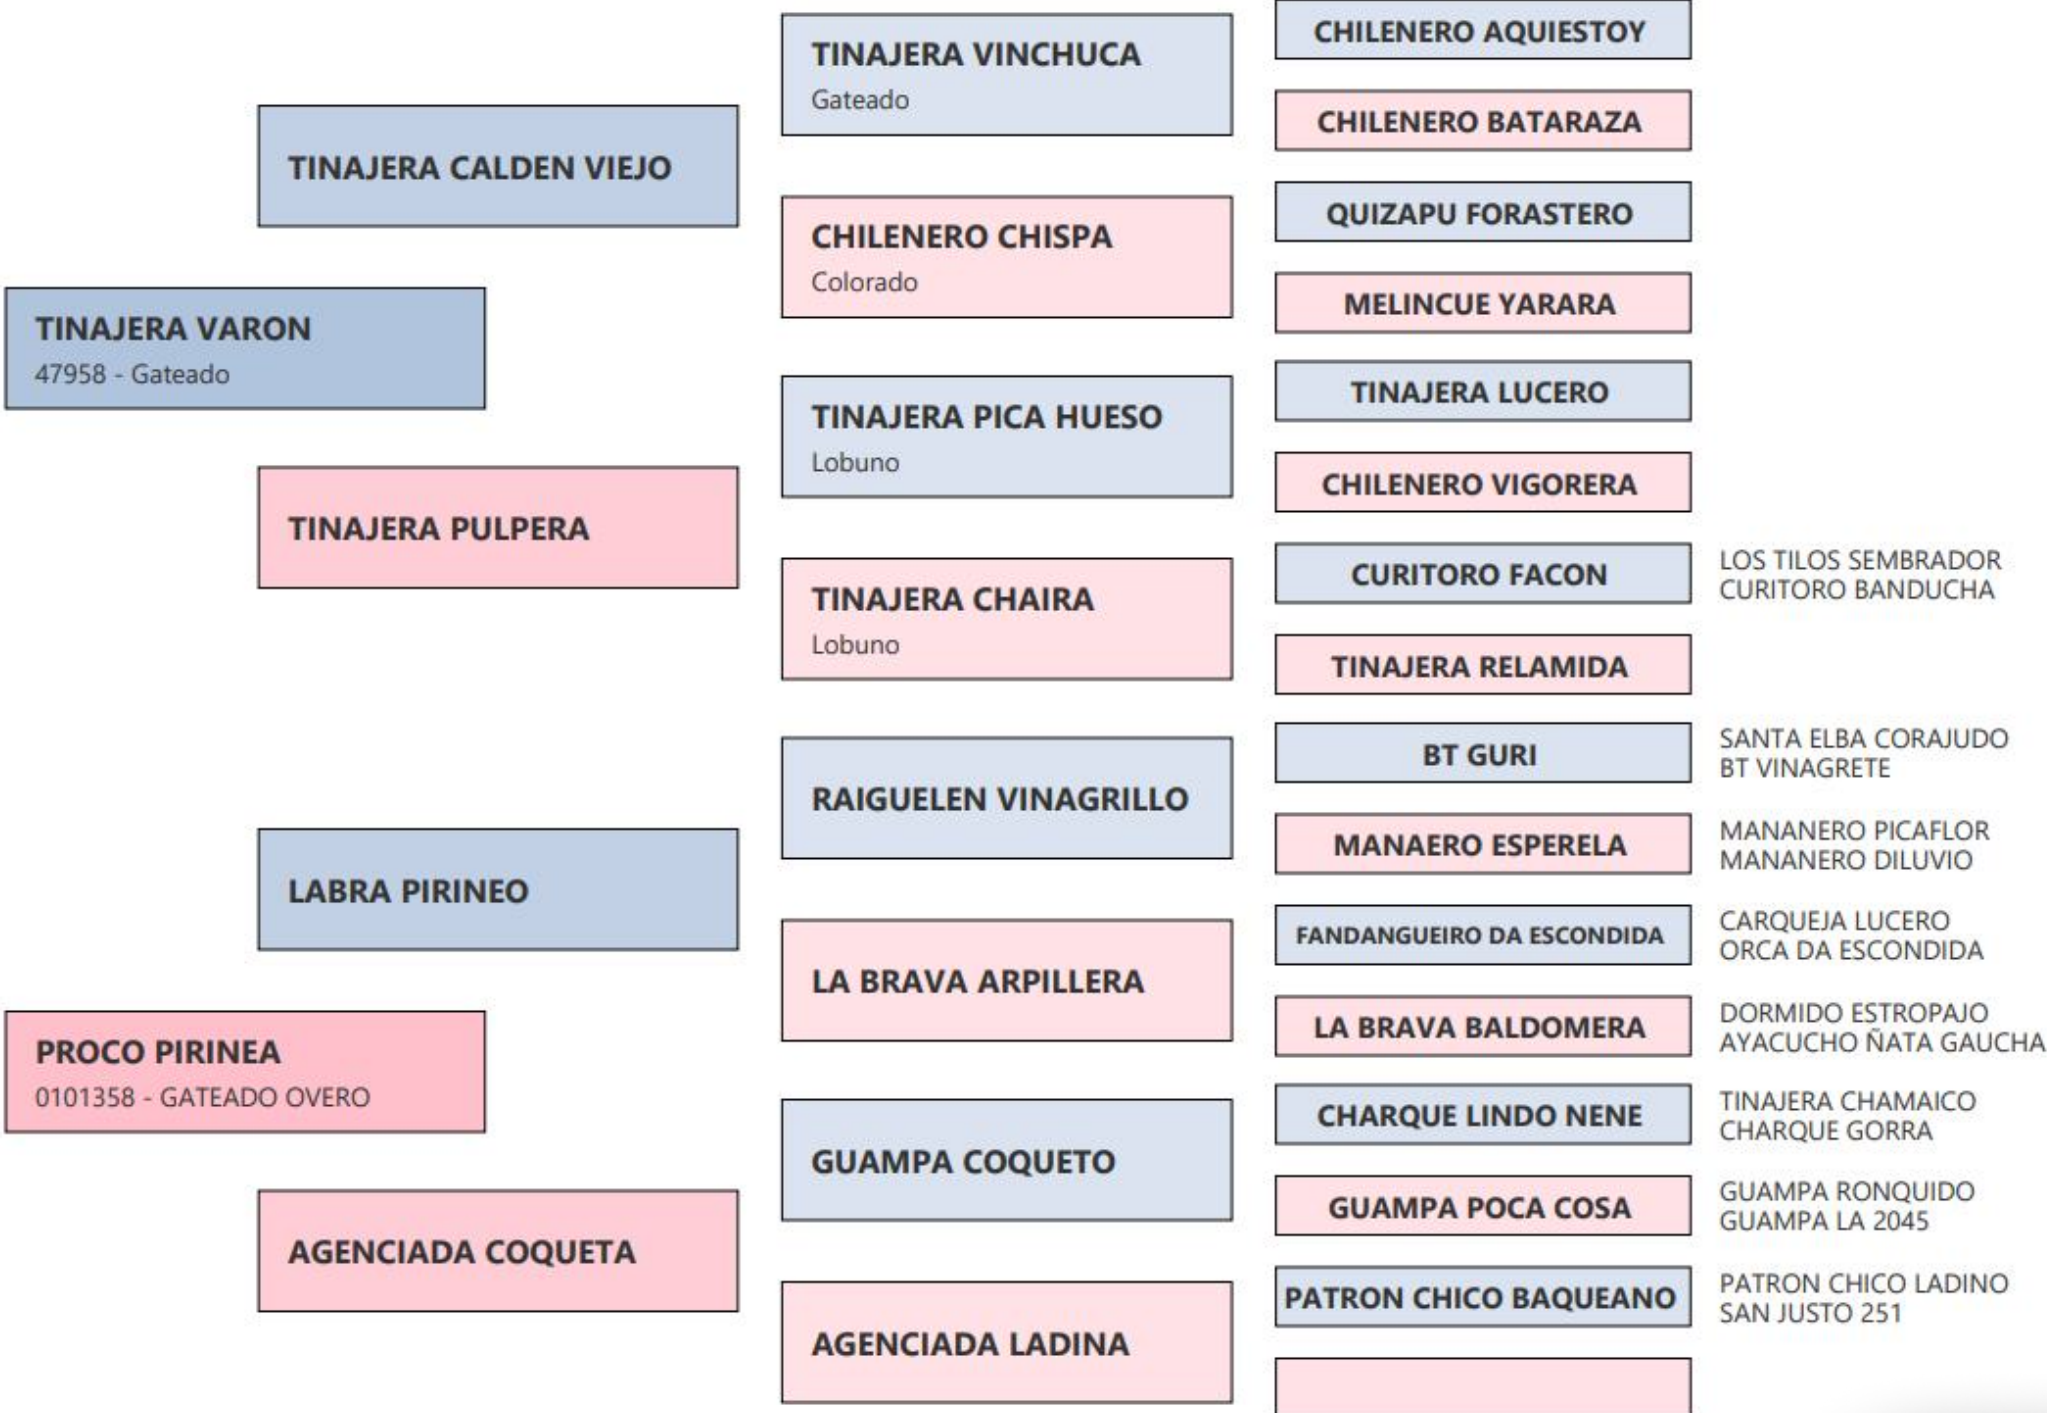 TINAJERA VARON
47958 - Gateado
TINAJERA CALDEN VIEJO
TINAJERA VINCHUCA
Gateado
CHILENERO AQUIESTOY
CHILENERO BATARAZA
CHILENERO CHISPA
Colorado
QUIZAPU FORASTERO
MELINCUE YARARA
TINAJERA PULPERA
TINAJERA PICA HUESO
Lobuno
TINAJERA LUCERO
CHILENERO VIGORERA
TINAJERA CHAIRA
Lobuno
CURITORO FACON
LOS TILOS SEMBRADOR
CURITORO BANDUCHA
TINAJERA RELAMIDA
PROCO PIRINEA
0101358 - GATEADO OVERO
LABRA PIRINEO
RAIGUELEN VINAGRILLO
BT GURI
SANTA ELBA CORAJUDO
BT VINAGRETE
MANAERO ESPERELA
MANANERO PICAFLOR
MANANERO DILUVIO
LA BRAVA ARPILLERA
FANDANGUEIRO DA ESCONDIDA
CARQUEJA LUCERO
ORCA DA ESCONDIDA
LA BRAVA BALDOMERA
DORMIDO ESTROPAJO
AYACUCHO ÑATA GAUCHA
AGENCIADA COQUETA
GUAMPA COQUETO
CHARQUE LINDO NENE
TINAJERA CHAMAICO
CHARQUE GORRA
GUAMPA POCA COSA
GUAMPA RONQUIDO
GUAMPA LA 2045
AGENCIADA LADINA
PATRON CHICO BAQUEANO
PATRON CHICO LADINO
SAN JUSTO 251